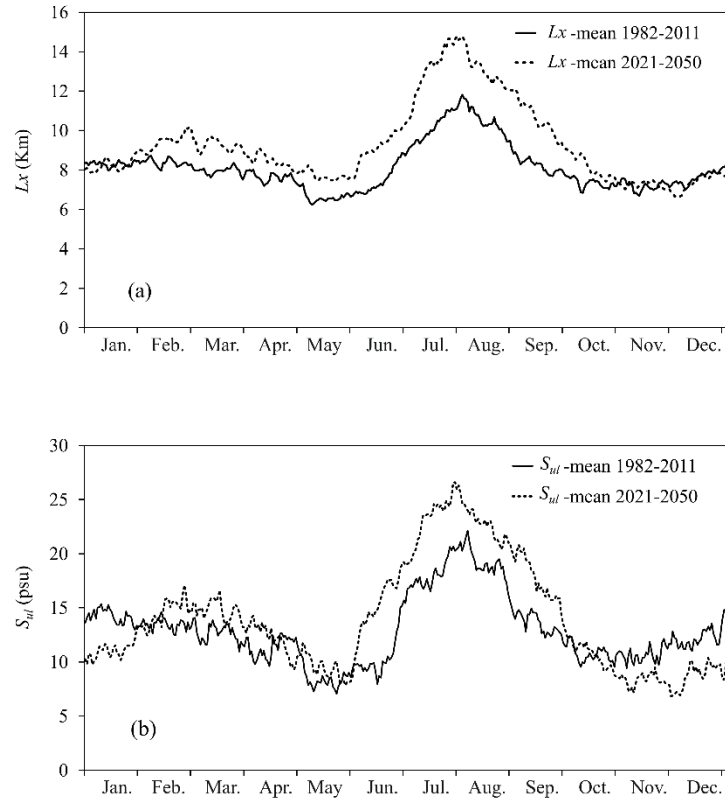 16
14
12
10
8
6
4
2
0
Lx (Km)
Lx -mean 1982-2011
Lx -mean 2021-2050
(a)
Jan. Feb. Mar. Apr. May Jun. Jul. Aug. Sep. Oct. Nov. Dec.
30
25
20
15
10
5
0
Sul (psu)
Sul -mean 1982-2011
Sul -mean 2021-2050
(b)
Jan. Feb. Mar. Apr. May Jun. Jul. Aug. Sep. Oct. Nov. Dec.